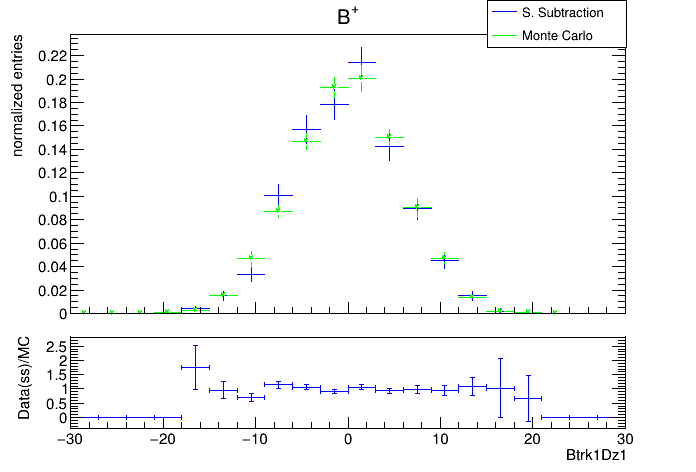 B+
S. Subtraction
Monte Carlo
normalized entries
0.22
0.2
0.18
0.16
0.14
0.12
0.1
0.08
0.06
0.04
0.02
0
Data(ss)/MC
2.5
2
1.5
1
0.5
0
−30 −20 −10 0 10 20 30
Btrk1Dz1